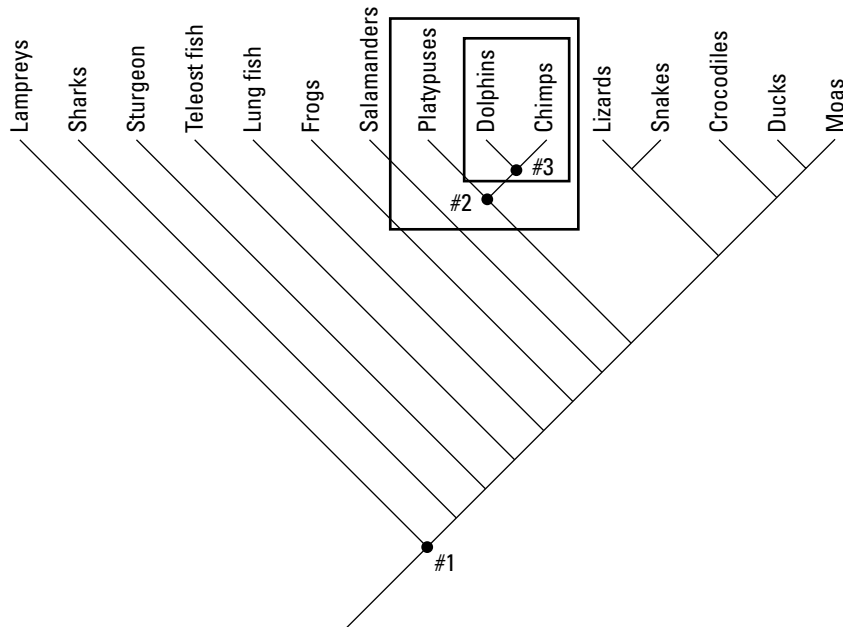 Lampreys
Sharks
Sturgeon
Teleost fish
Lung fish
Frogs
Salamanders
Platypuses
Dolphins
Chimps
Lizards
Snakes
Crocodiles
Ducks
Moas
#3
#2
#1